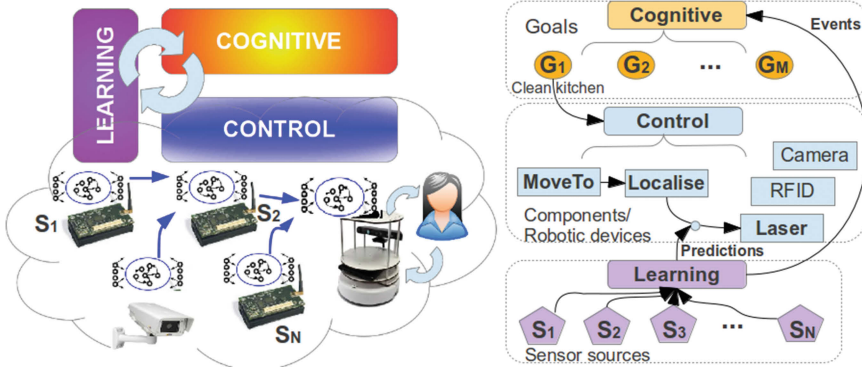 LEARNING
COGNITIVE
CONTROL
S1
S2
SN
Goals
Cognitive
Events
G1
G2
...
GM
Clean kitchen
Control
Camera
MoveTo
Localise
RFID
Components/
Robotic devices
Laser
Predictions
Learning
S1
S2
S3
...
SN
Sensor sources